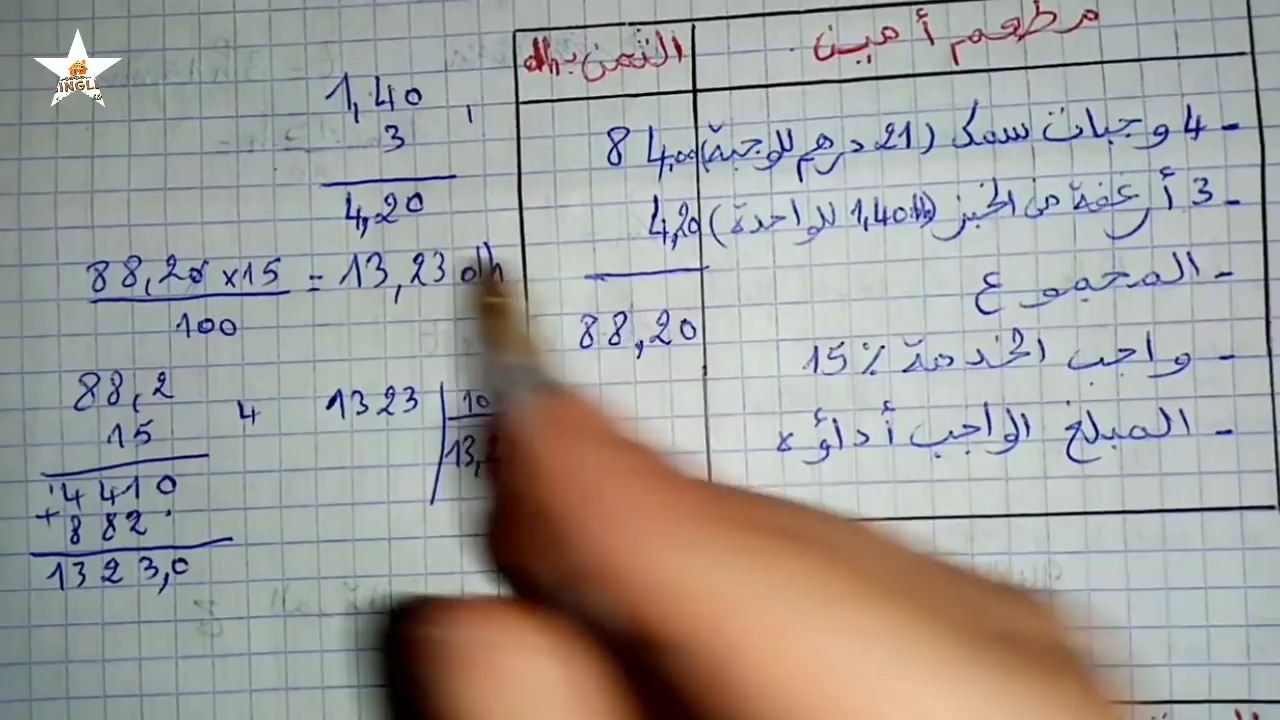 مطعم أمين
الثمن بـ dh
- 4 وجبات سمك (21 درهم للوجبة) 84,00
- 3 أرغفة من الخبز (1,40dh للواحدة) 4,20
- المجموع
88,20
- واجب الخدمة 15%
- المبلغ الواجب أداؤه
1,40
3
4,20
88,20 x 15 = 13,23 dh
100
88,2
15
4410
+ 882.
1323,0
4
1323 | 10
13,2
INGLI